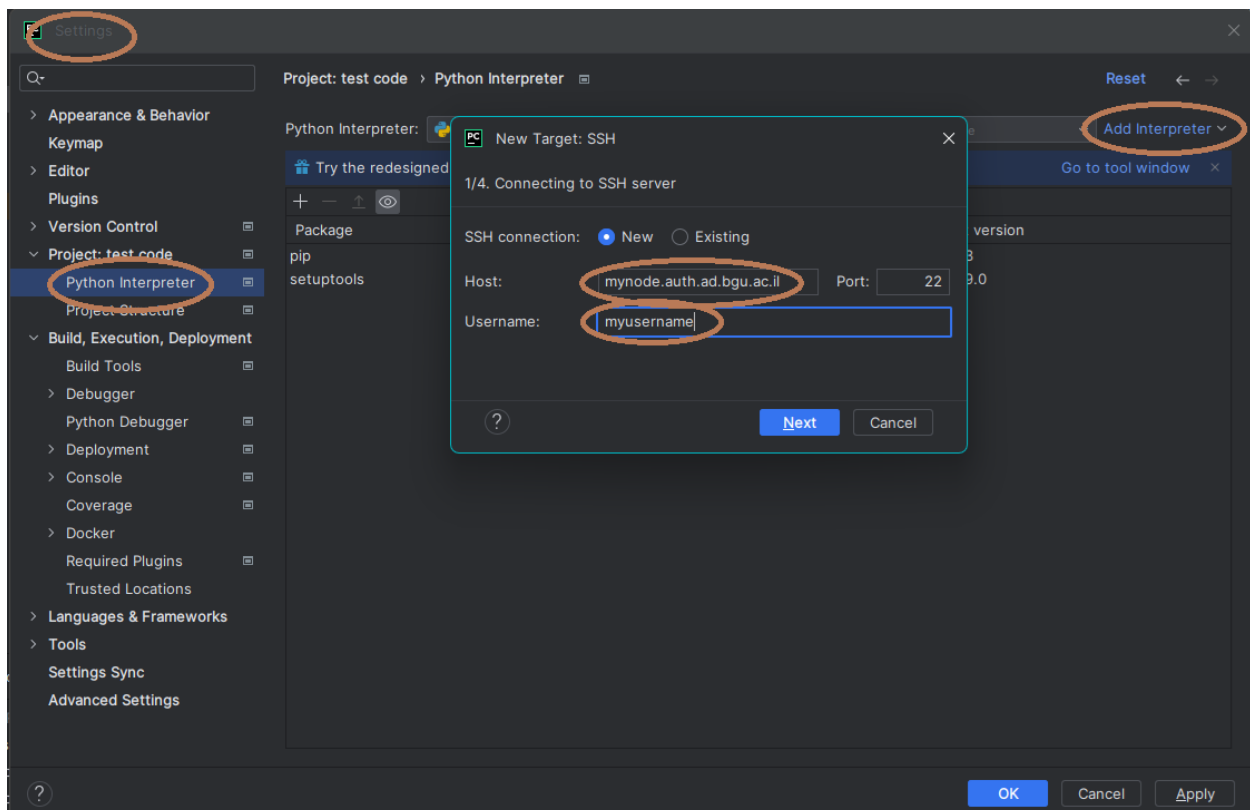 PC Settings
Project: test code › Python Interpreter
Reset
Appearance & Behavior
Keymap
Editor
Plugins
Version Control
Project: test code
Python Interpreter
Project Structure
Build, Execution, Deployment
Build Tools
Debugger
Python Debugger
Deployment
Console
Coverage
Docker
Required Plugins
Trusted Locations
Languages & Frameworks
Tools
Settings Sync
Advanced Settings
Python Interpreter:
Add Interpreter
Try the redesigned
Go to tool window
Package
version
pip
setuptools
9.0
PC New Target: SSH
1/4. Connecting to SSH server
SSH connection: New Existing
Host: mynode.auth.ad.bgu.ac.il Port: 22
Username: myusername
? Next Cancel
? OK Cancel Apply